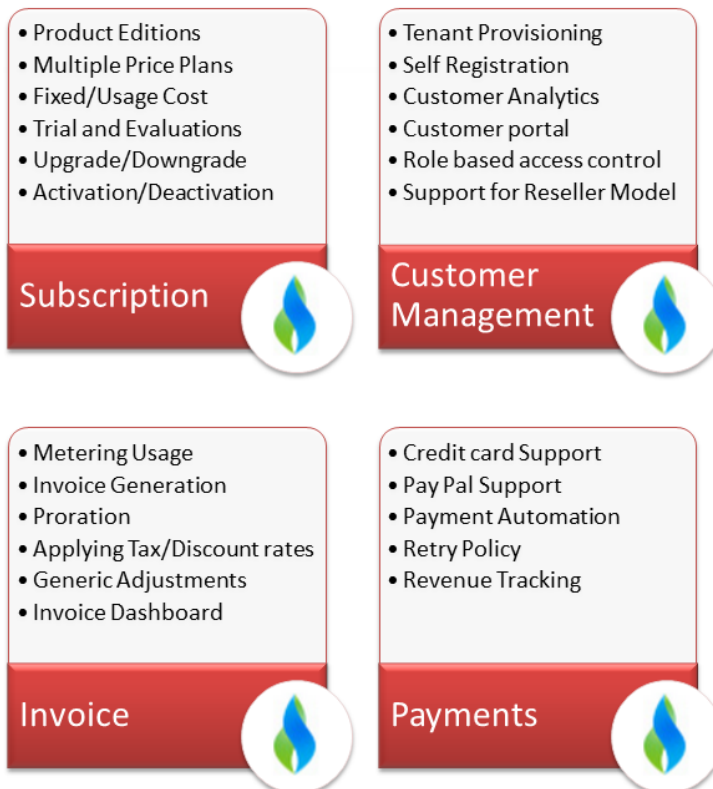 • Product Editions
• Multiple Price Plans
• Fixed/Usage Cost
• Trial and Evaluations
• Upgrade/Downgrade
• Activation/Deactivation
Subscription
• Tenant Provisioning
• Self Registration
• Customer Analytics
• Customer portal
• Role based access control
• Support for Reseller Model
Customer
Management
• Metering Usage
• Invoice Generation
• Proration
• Applying Tax/Discount rates
• Generic Adjustments
• Invoice Dashboard
Invoice
• Credit card Support
• Pay Pal Support
• Payment Automation
• Retry Policy
• Revenue Tracking
Payments